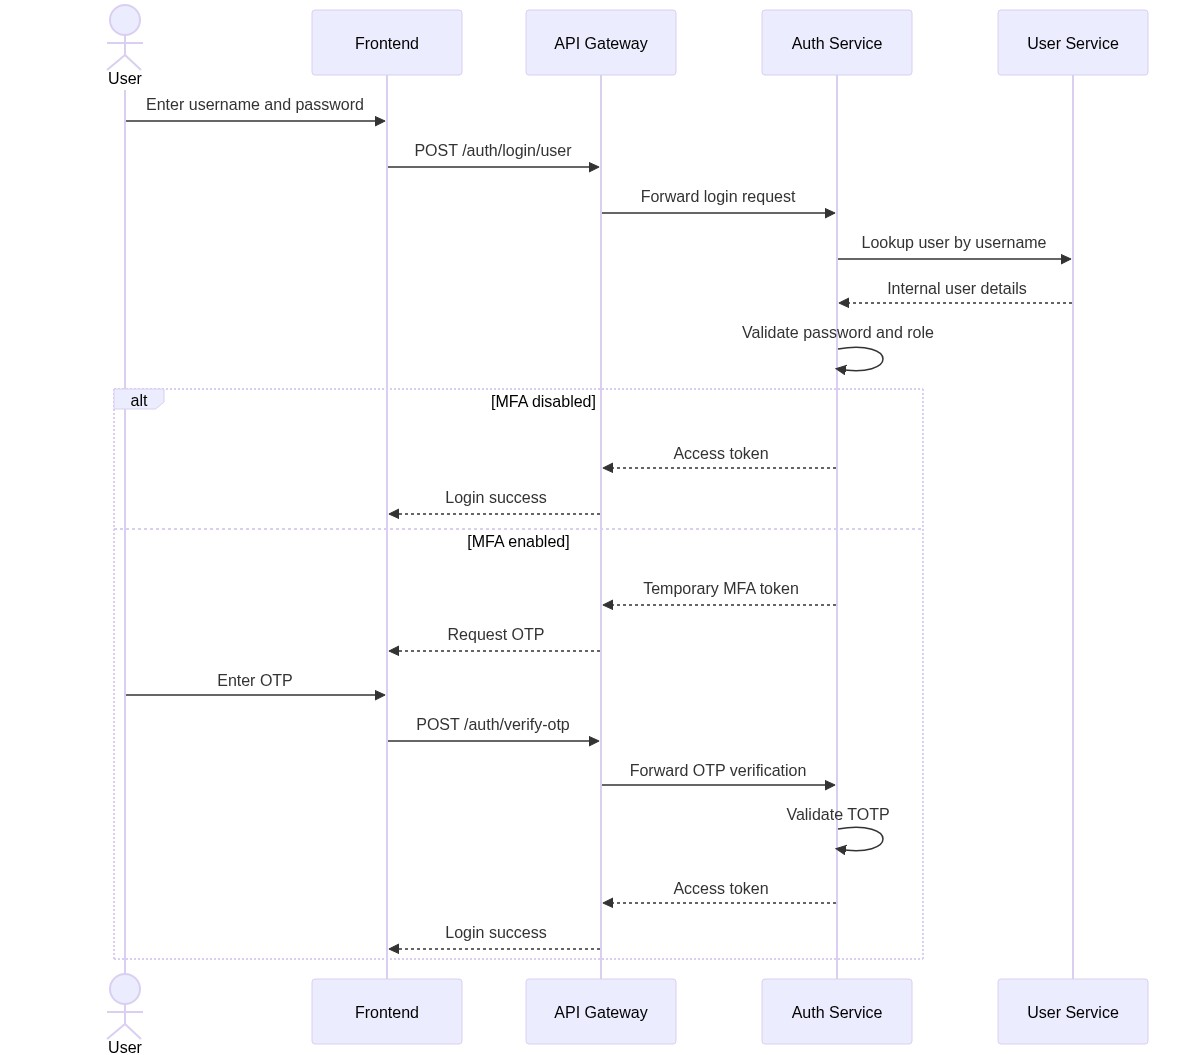 User
Frontend
API Gateway
Auth Service
User Service
Enter username and password
POST /auth/login/user
Forward login request
Lookup user by username
Internal user details
Validate password and role
alt
[MFA disabled]
Access token
Login success
[MFA enabled]
Temporary MFA token
Request OTP
Enter OTP
POST /auth/verify-otp
Forward OTP verification
Validate TOTP
Access token
Login success
User
Frontend
API Gateway
Auth Service
User Service